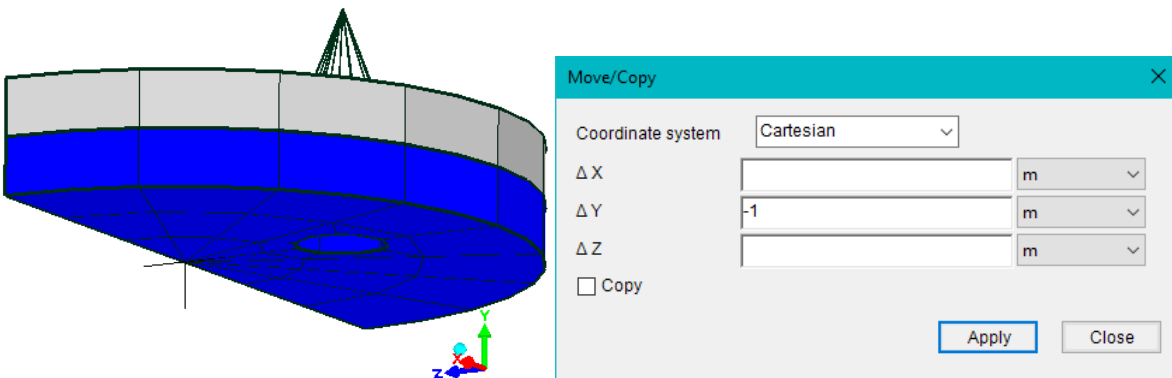 Move/Copy
Coordinate system Cartesian
Δ X m
Δ Y -1 m
Δ Z m
Copy
Apply Close
Y
X
Z